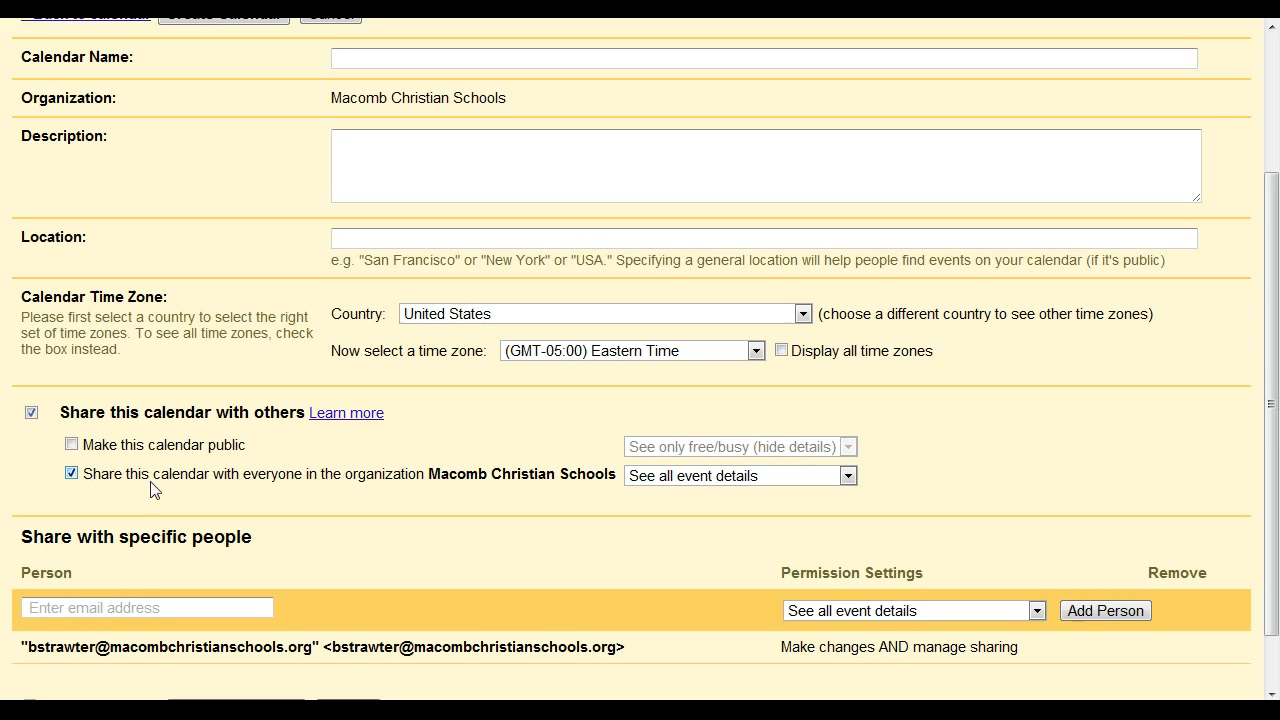 Back to calendar Create Calendar Cancel
Calendar Name:
Organization: Macomb Christian Schools
Description:
Location:
e.g. "San Francisco" or "New York" or "USA." Specifying a general location will help people find events on your calendar (if it's public)
Calendar Time Zone:
Please first select a country to select the right
set of time zones. To see all time zones, check
the box instead.
Country: United States (choose a different country to see other time zones)
Now select a time zone: (GMT-05:00) Eastern Time Display all time zones
Share this calendar with others Learn more
Make this calendar public See only free/busy (hide details)
Share this calendar with everyone in the organization Macomb Christian Schools See all event details
Share with specific people
Person Permission Settings Remove
Enter email address See all event details Add Person
"bstrawter@macombchristianschools.org" <bstrawter@macombchristianschools.org> Make changes AND manage sharing